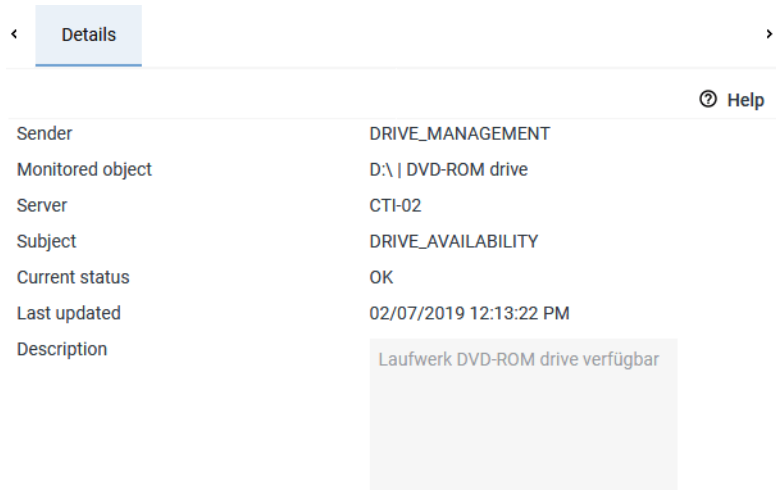 Details
Help
Sender DRIVE_MANAGEMENT
Monitored object D:\ | DVD-ROM drive
Server CTI-02
Subject DRIVE_AVAILABILITY
Current status OK
Last updated 02/07/2019 12:13:22 PM
Description Laufwerk DVD-ROM drive verfügbar